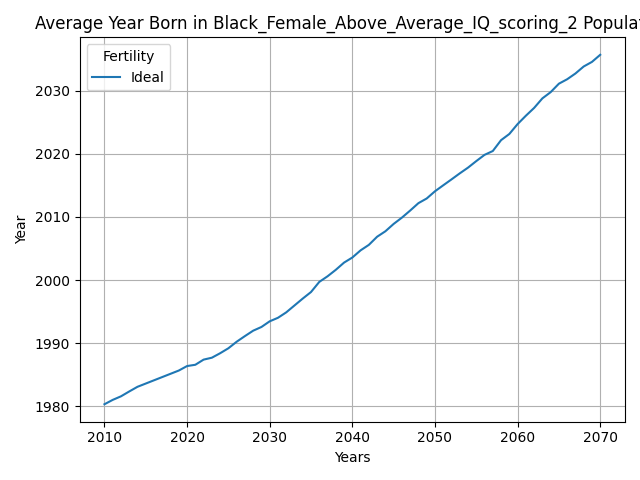 Average Year Born in Black_Female_Above_Average_IQ_scoring_2 Populat
Fertility
Ideal
2030
2020
2010
2000
1990
1980
Year
2010 2020 2030 2040 2050 2060 2070
Years